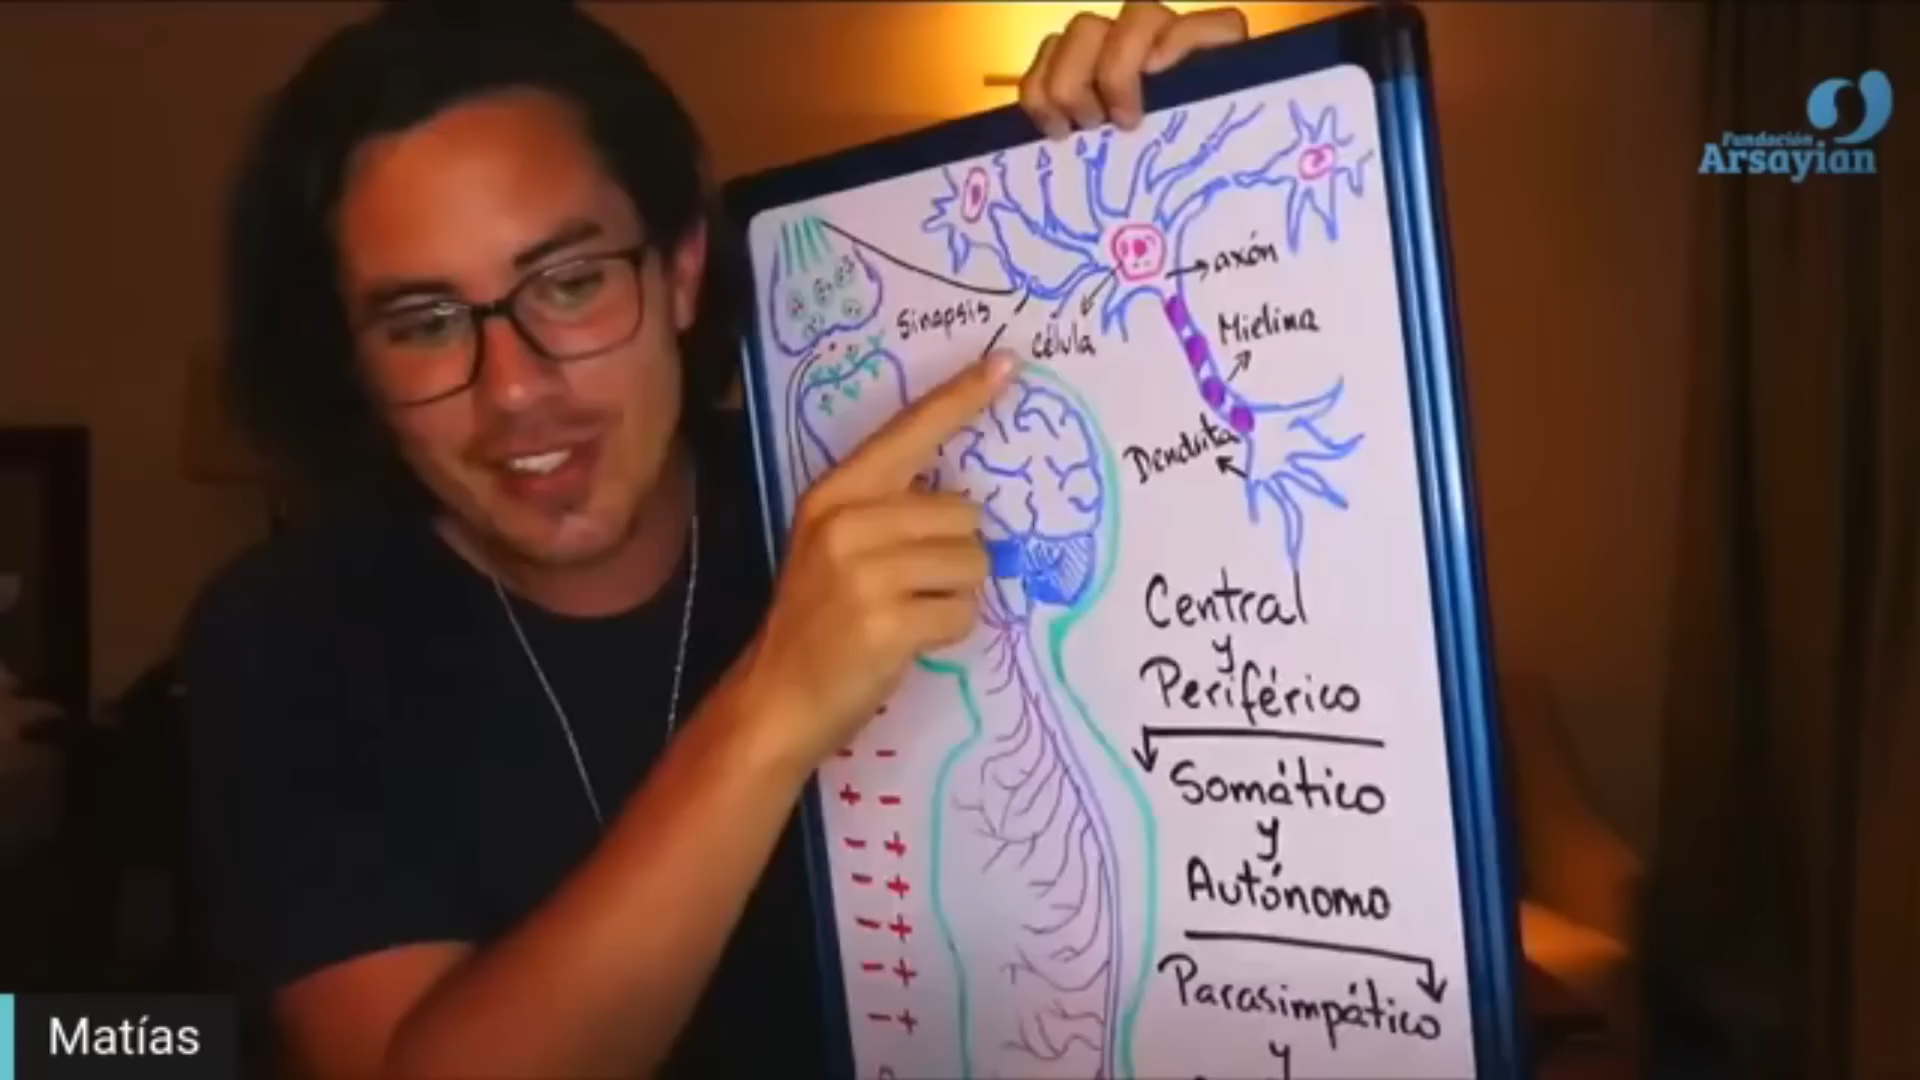 Fundación
Arsayian
axón
Sinapsis
célula
Mielina
Dendrita
Central
y
Periférico
Somático
y
Autónomo
Parasimpático
y
- -
+ -
- +
- +
- +
- +
- +
Matías